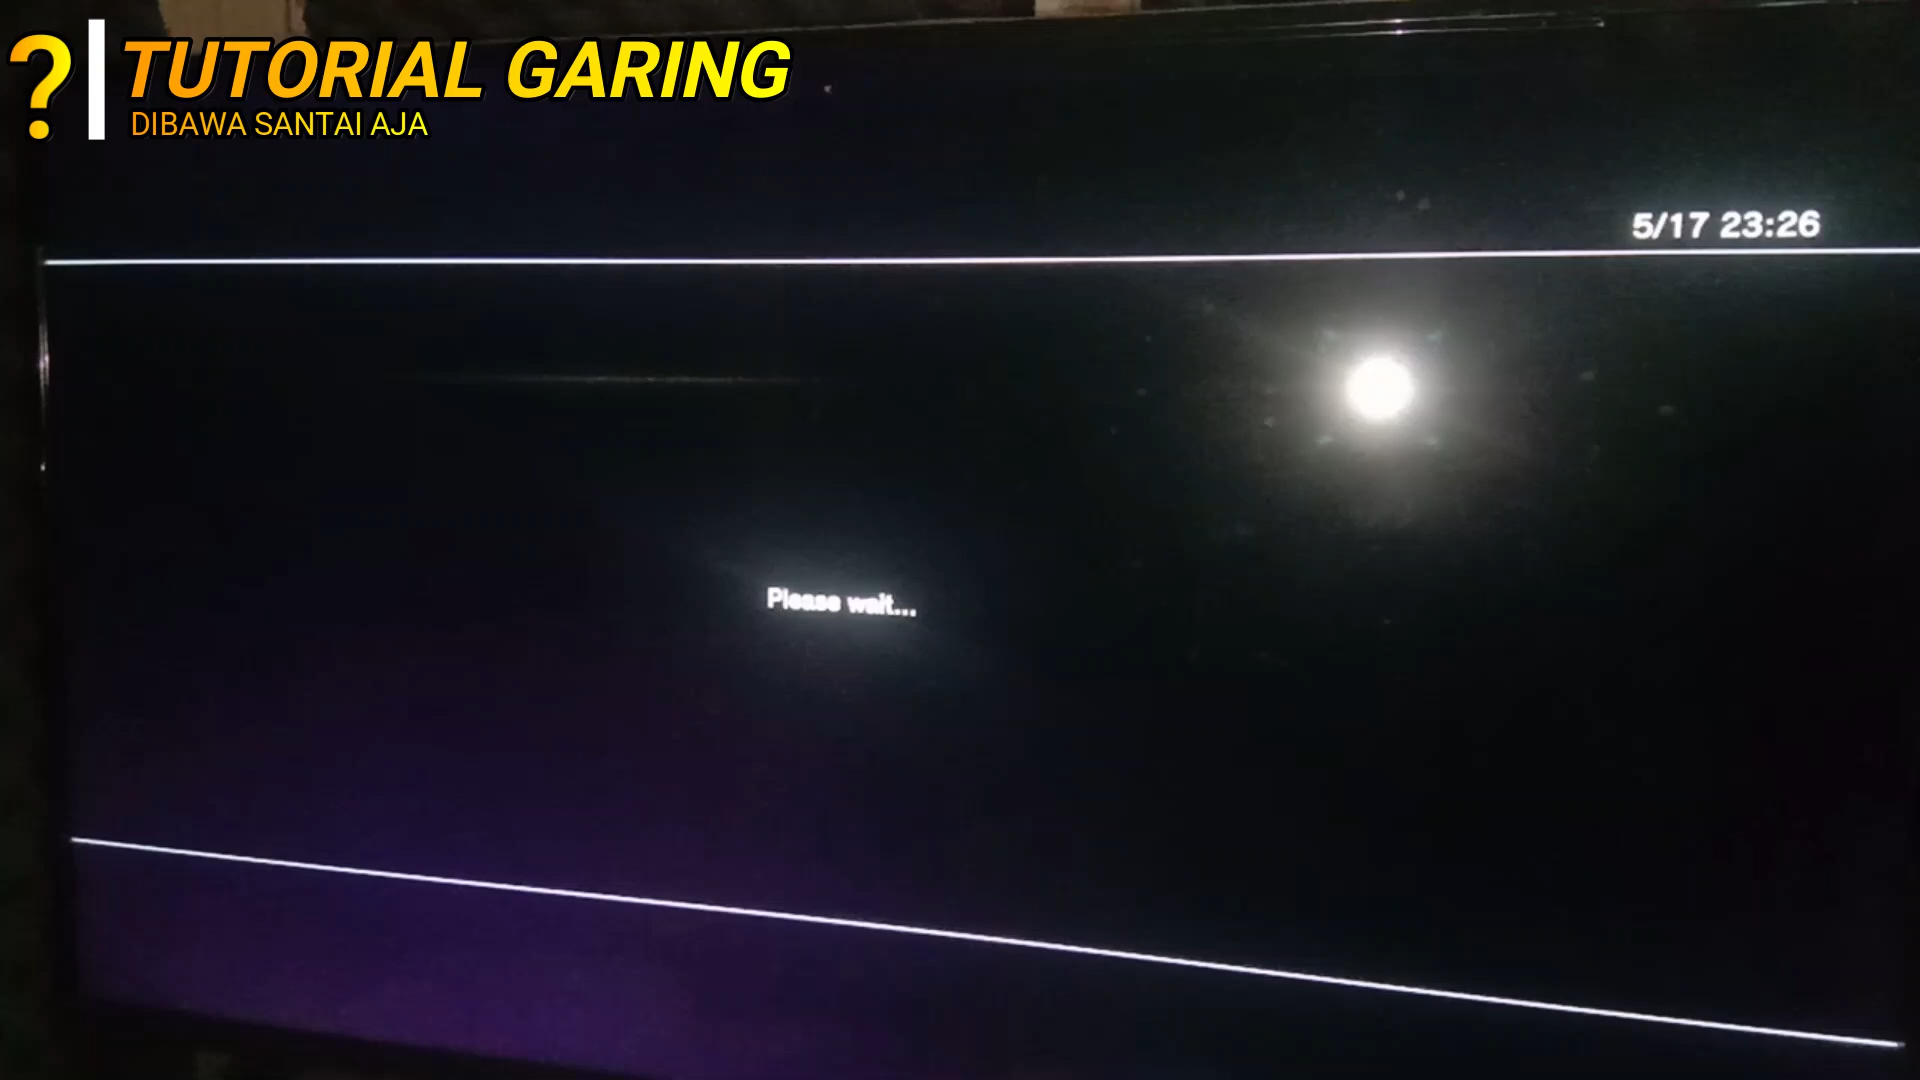 ?
TUTORIAL GARING
DIBAWA SANTAI AJA
5/17 23:26
Please wait...